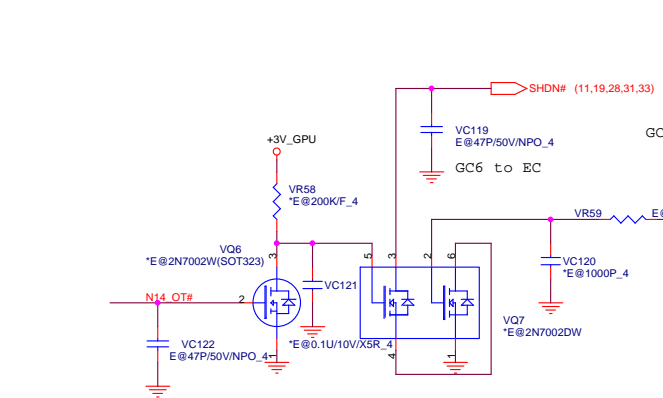 SHDN# (11,19,28,31,33)
VC119
E@47P/50V/NPO_4
GC
+3V_GPU
GC6 to EC
VR58
*E@200K/F_4
VR59
E@
VQ6
*E@2N7002W(SOT323)
3
5
3
2
6
VC120
*E@1000P_4
VC121
N14_OT#
2
VQ7
*E@2N7002DW
VC122
E@47P/50V/NPO_4
1
*E@0.1U/10V/X5R_4
4
1